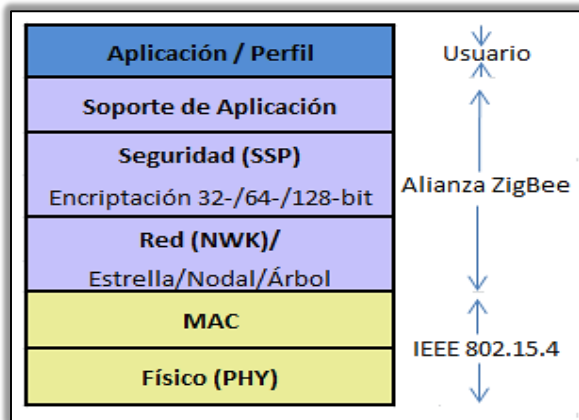 Aplicación / Perfil
Usuario
Soporte de Aplicación
Seguridad (SSP)
Encriptación 32-/64-/128-bit
Alianza ZigBee
Red (NWK)/
Estrella/Nodal/Árbol
MAC
IEEE 802.15.4
Físico (PHY)